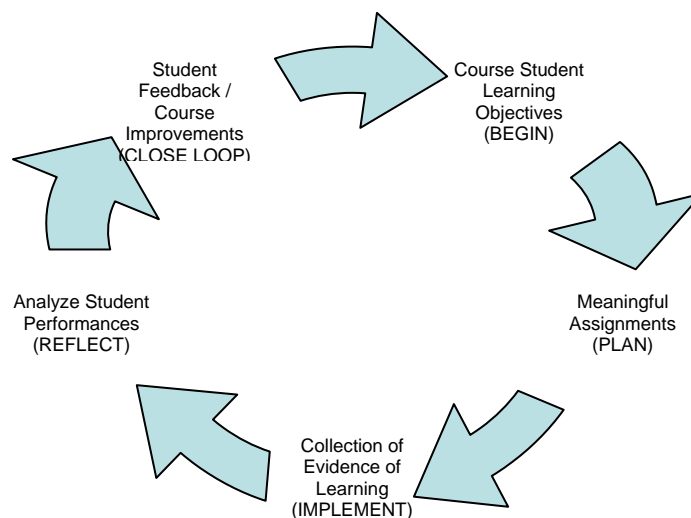 Student
Feedback /
Course
Improvements
(CLOSE LOOP)
Course Student
Learning
Objectives
(BEGIN)
Meaningful
Assignments
(PLAN)
Collection of
Evidence of
Learning
(IMPLEMENT)
Analyze Student
Performances
(REFLECT)